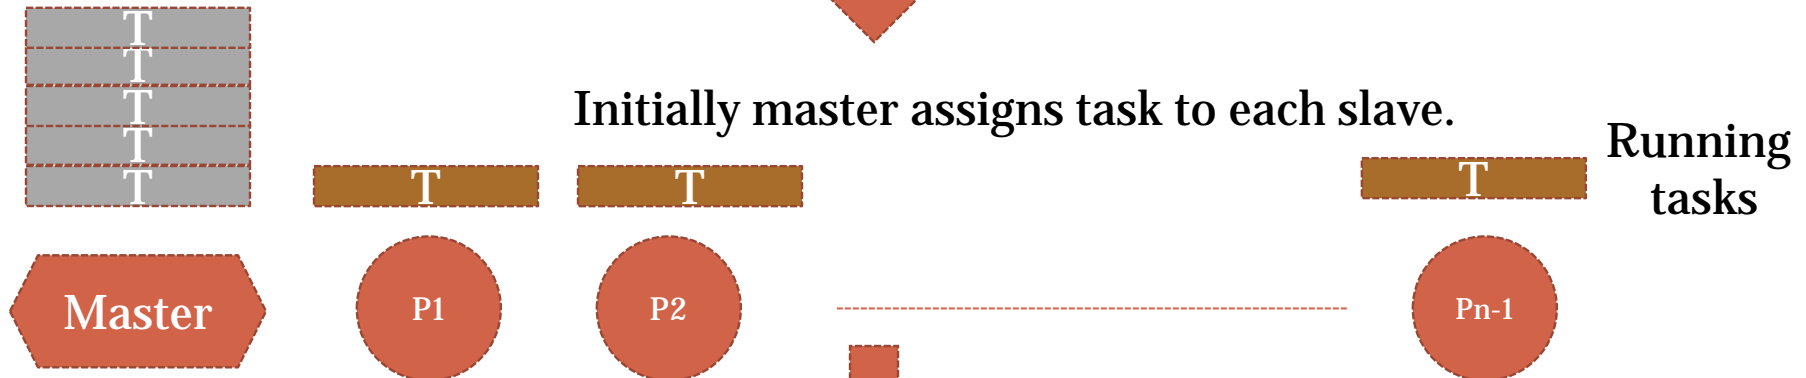 T
T
T
T
T
Initially master assigns task to each slave.
T
T
T
Running
tasks
Master
P1
P2
Pn-1